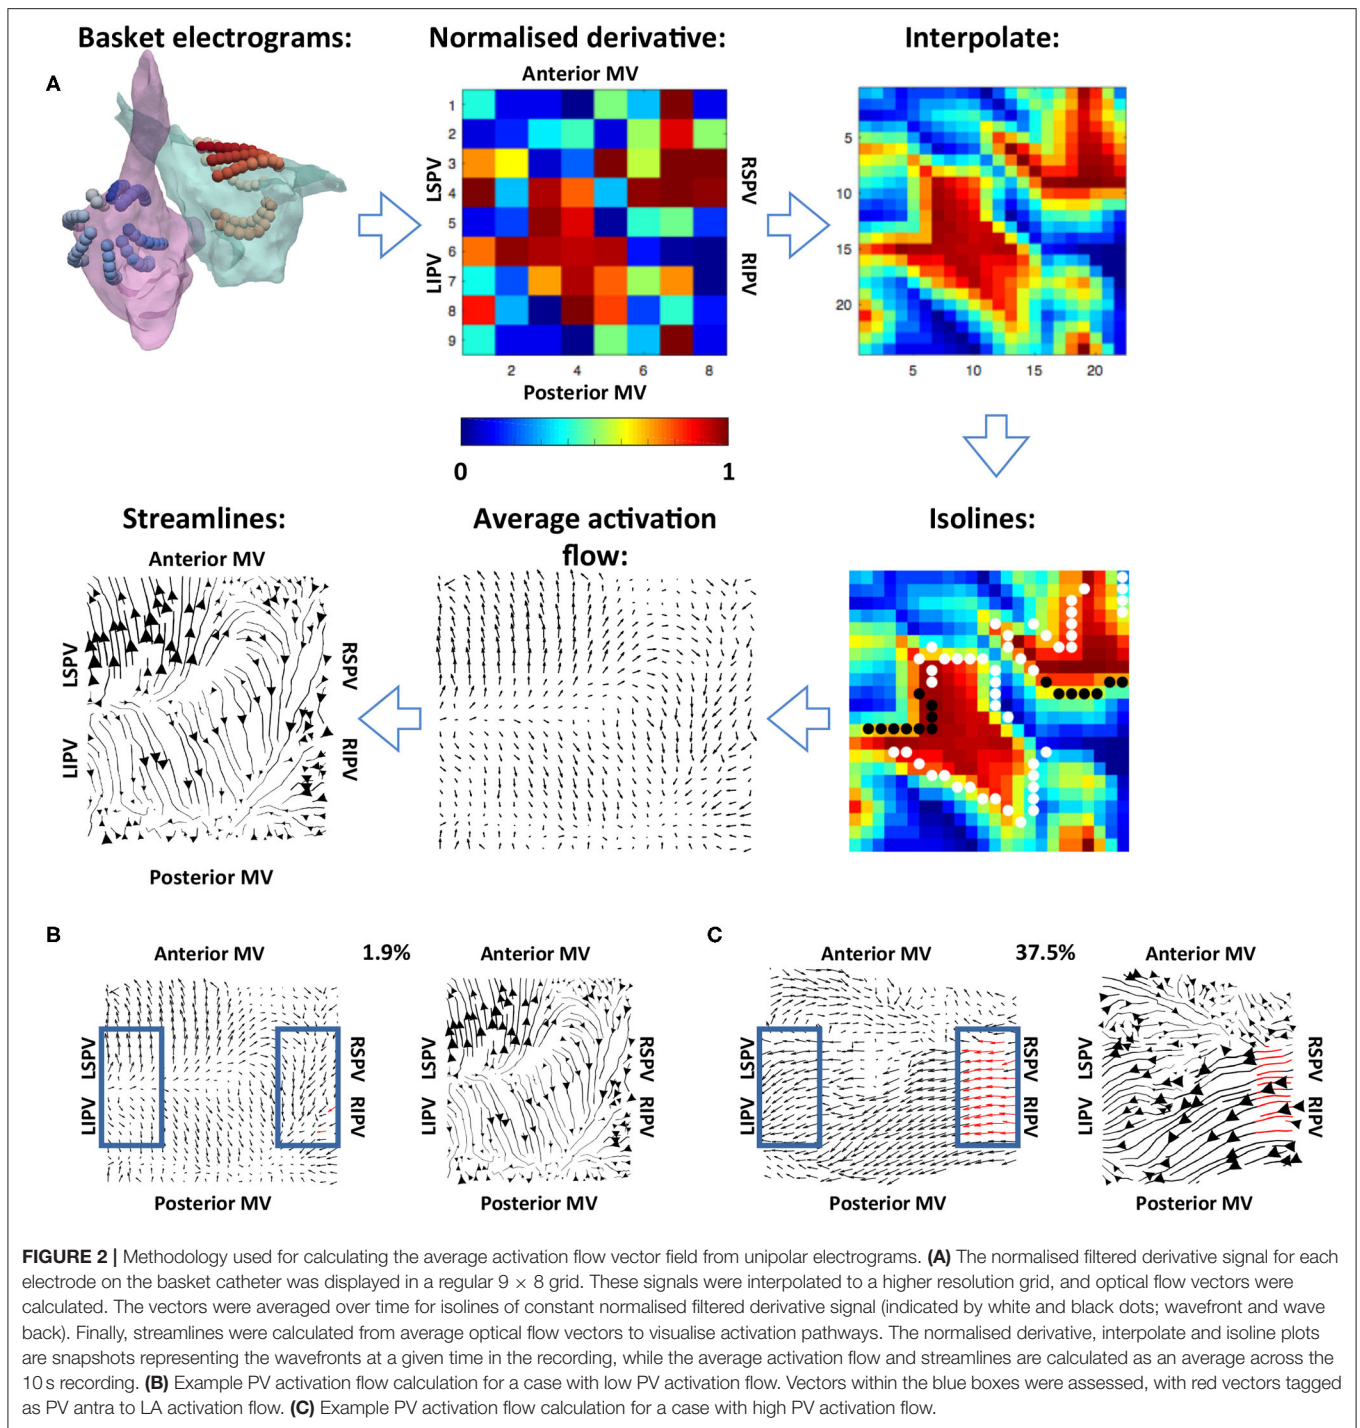 Basket electrograms:
Normalised derivative:
Interpolate:
A
Anterior MV
LSPV
LIPV
RSPV
RIPV
1
2
3
4
5
6
7
8
9
2 4 6 8
Posterior MV
0 1
5
10
15
20
5 10 15 20
Streamlines:
Average activation
flow:
Isolines:
Anterior MV
LSPV
LIPV
RSPV
RIPV
Posterior MV
B
Anterior MV
1.9%
Anterior MV
LSPV
LIPV
RSPV
RIPV
LSPV
LIPV
RSPV
RIPV
Posterior MV
Posterior MV
C
Anterior MV
37.5%
Anterior MV
LSPV
LIPV
RSPV
RIPV
LSPV
LIPV
RSPV
RIPV
Posterior MV
Posterior MV
FIGURE 2 | Methodology used for calculating the average activation flow vector field from unipolar electrograms. (A) The normalised filtered derivative signal for each
electrode on the basket catheter was displayed in a regular 9 × 8 grid. These signals were interpolated to a higher resolution grid, and optical flow vectors were
calculated. The vectors were averaged over time for isolines of constant normalised filtered derivative signal (indicated by white and black dots; wavefront and wave
back). Finally, streamlines were calculated from average optical flow vectors to visualise activation pathways. The normalised derivative, interpolate and isoline plots
are snapshots representing the wavefronts at a given time in the recording, while the average activation flow and streamlines are calculated as an average across the
10 s recording. (B) Example PV activation flow calculation for a case with low PV activation flow. Vectors within the blue boxes were assessed, with red vectors tagged
as PV antra to LA activation flow. (C) Example PV activation flow calculation for a case with high PV activation flow.